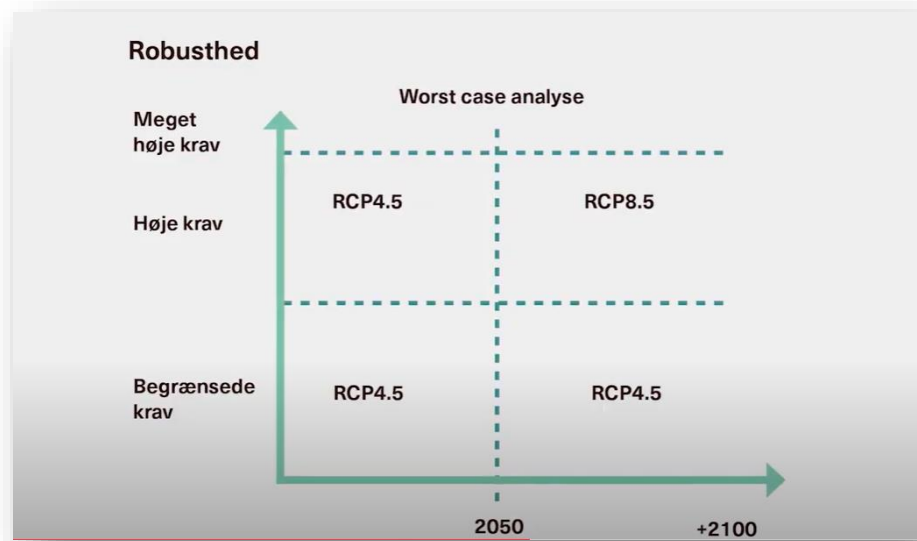 Robusthed
Worst case analyse
Meget
høje krav
RCP4.5
RCP8.5
Høje krav
Begrænsede
krav
RCP4.5
RCP4.5
2050
+2100